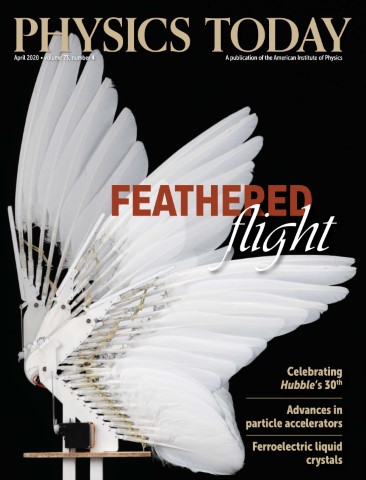 PHYSICS TODAY
April 2020 • volume 73, number 4
A publication of the American Institute of Physics
FEATHERED
flight
Celebrating
Hubble's 30th
Advances in
particle accelerators
Ferroelectric liquid
crystals